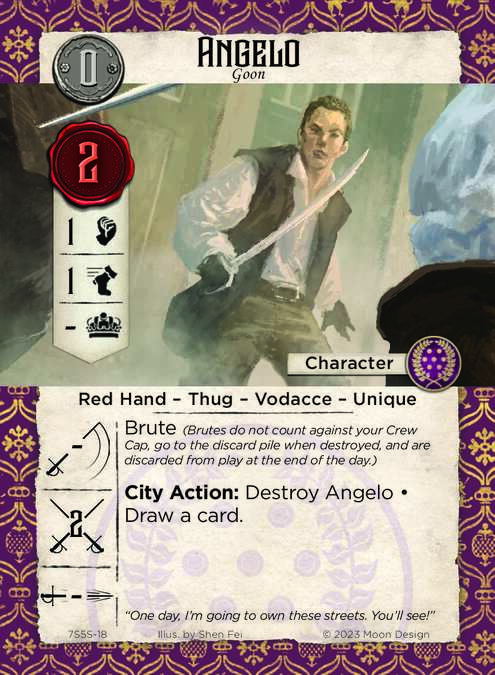 0
Angelo
Goon
2
1
1
-
Character
Red Hand – Thug – Vodacce – Unique
Brute (Brutes do not count against your Crew
Cap, go to the discard pile when destroyed, and are
discarded from play at the end of the day.)
-
City Action: Destroy Angelo •
Draw a card.
2
-
“One day, I'm going to own these streets. You'll see!”
7S5S-18 Illus. by Shen Fei © 2023 Moon Design